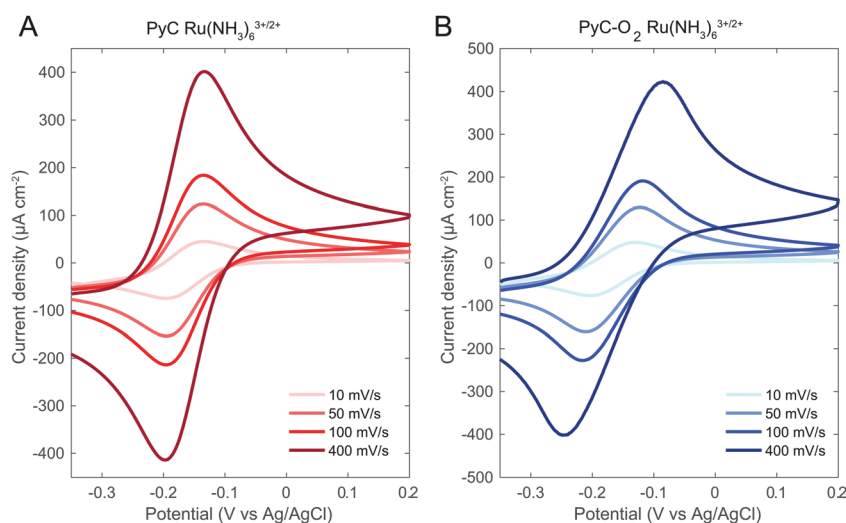 A
PyC Ru(NH3)6 3+/2+
Current density (µA cm-2)
400
300
200
100
0
-100
-200
-300
-400
10 mV/s
50 mV/s
100 mV/s
400 mV/s
-0.3
-0.2
-0.1
0
0.1
0.2
Potential (V vs Ag/AgCl)
B
PyC-O2 Ru(NH3)6 3+/2+
Current density (µA cm-2)
500
400
300
200
100
0
-100
-200
-300
-400
-500
10 mV/s
50 mV/s
100 mV/s
400 mV/s
-0.3
-0.2
-0.1
0
0.1
0.2
Potential (V vs Ag/AgCl)